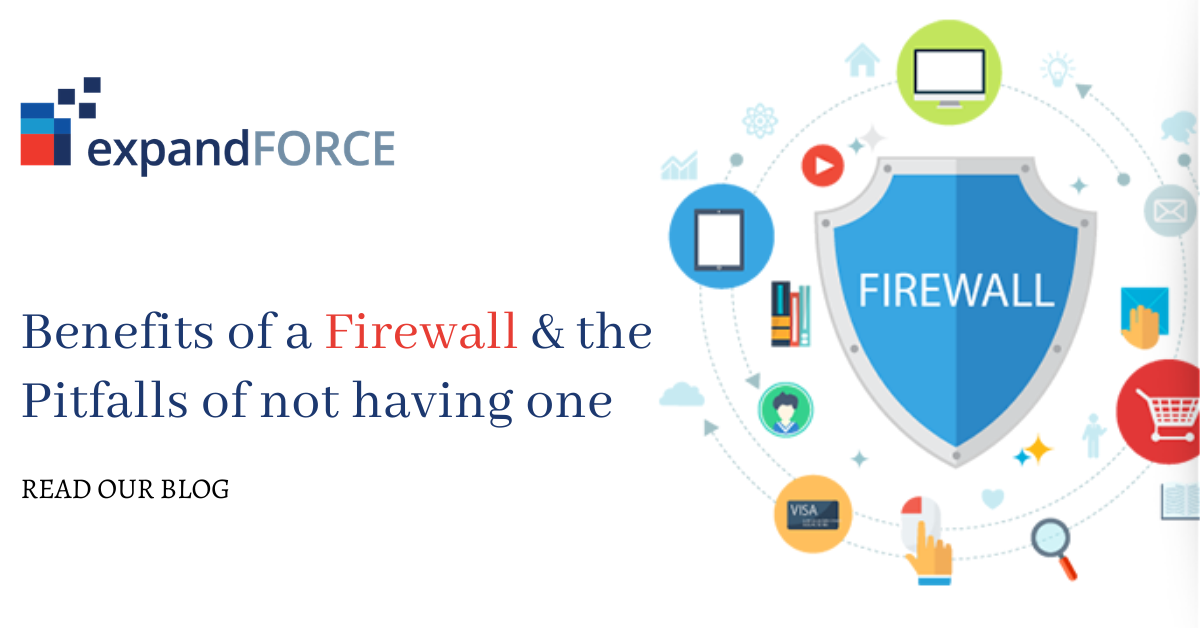 expandFORCE
Benefits of a Firewall & the
Pitfalls of not having one
READ OUR BLOG
FIREWALL
VISA